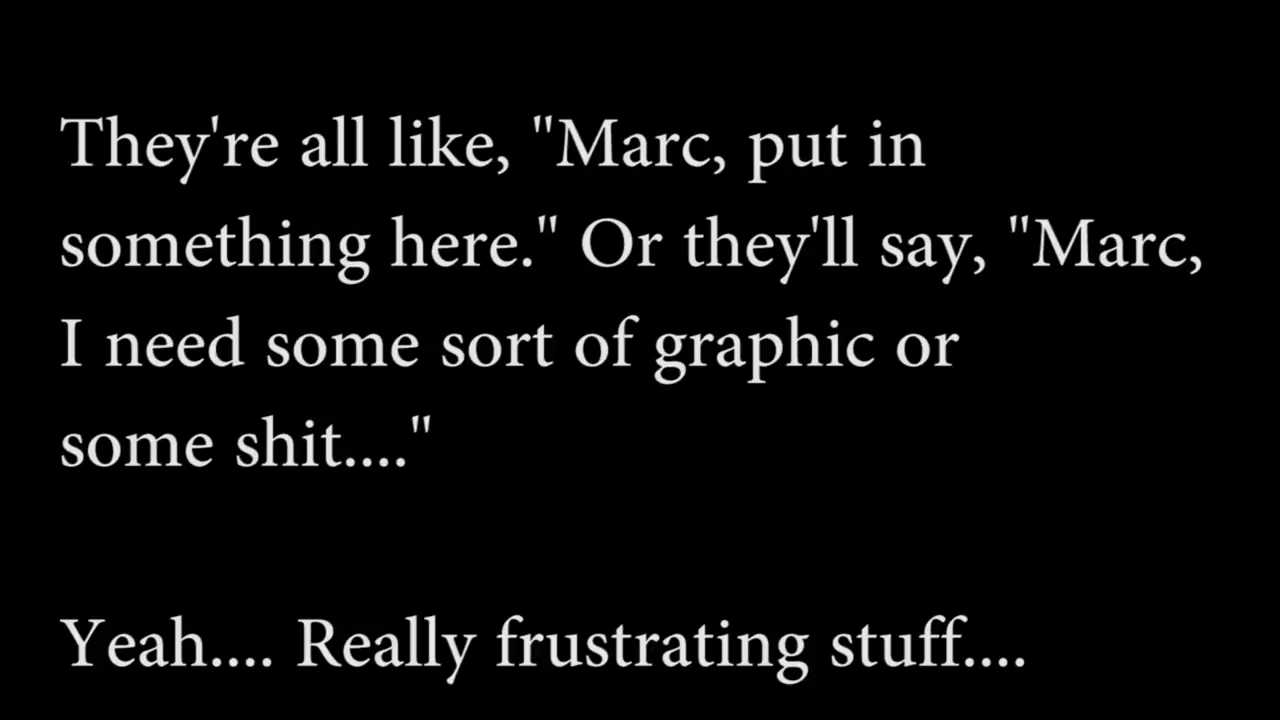 They're all like, "Marc, put in
something here." Or they'll say, "Marc,
I need some sort of graphic or
some shit...."
Yeah.... Really frustrating stuff....